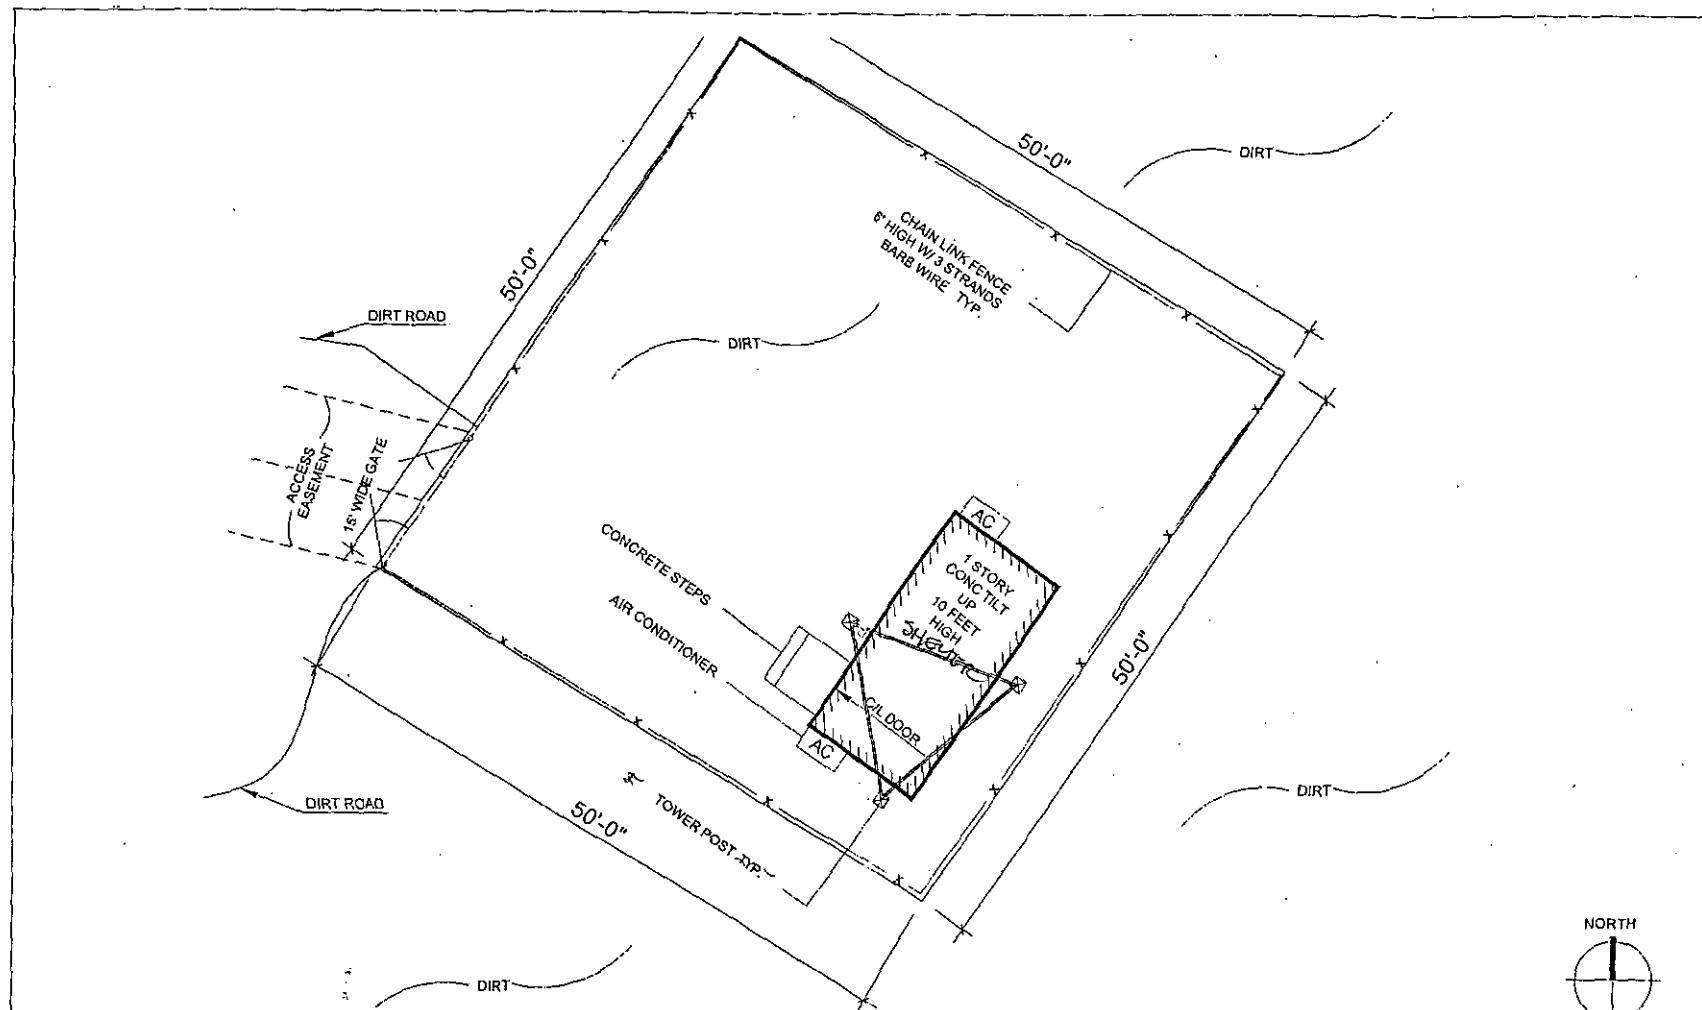 50'-0"
DIRT
CHAIN LINK FENCE
6' HIGH W/ 3 STRANDS
BARB WIRE TYP.
50'-0"
DIRT ROAD
DIRT
ACCESS
EASEMENT
15' WIDE GATE
CONCRETE STEPS
AIR CONDITIONER
AC
1 STORY
CONC TILT
UP
10 FEET
HIGH
SHELTER
C/L DOOR
AC
50'-0"
DIRT ROAD
50'-0"
TOWER POST TYP.
DIRT
DIRT
NORTH